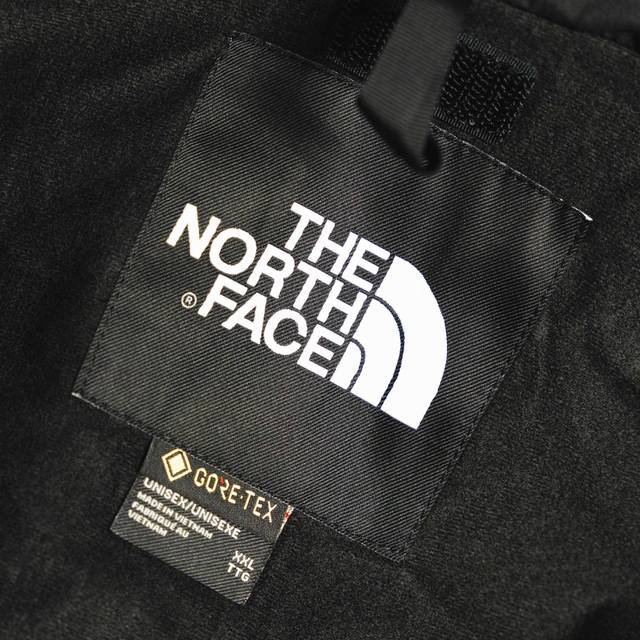 THE
NORTH
® FACE
GORE-TEX
UNISEX/UNISEXE
MADE IN VIETNAM
FABRIQUÉ AU
VIETNAM
XXL
TTG